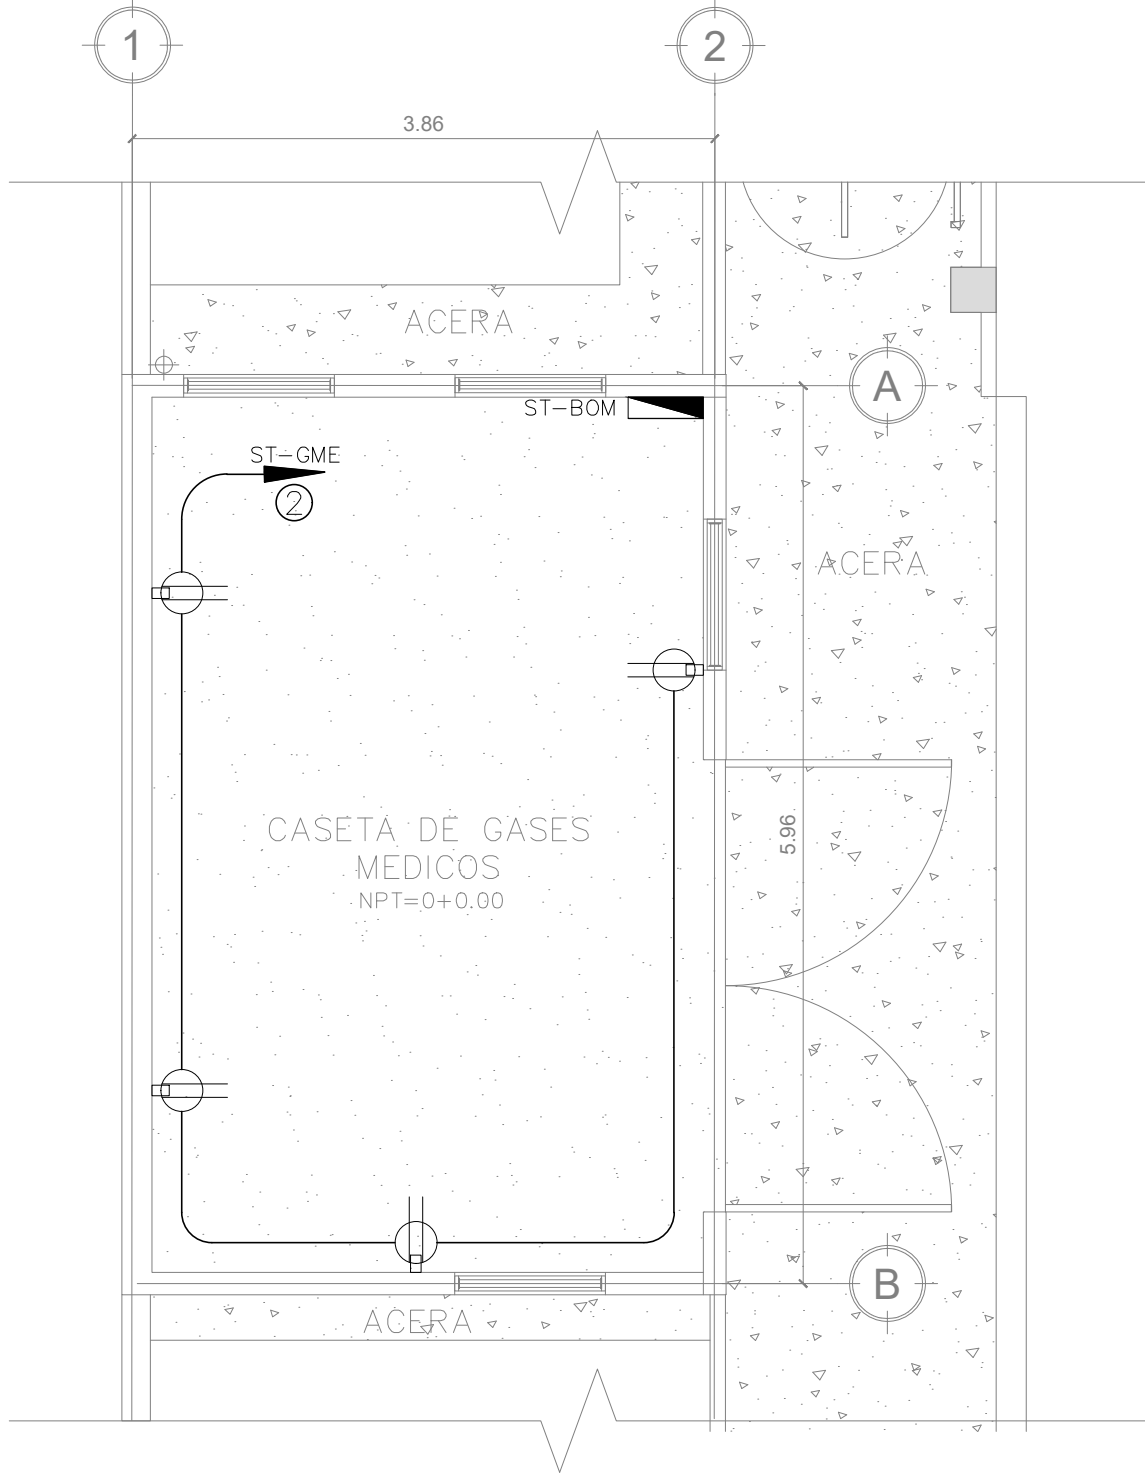 1
2
3.86
ACERA
A
ST-BOM
ST-GME
2
ACERA
5.96
CASETA DE GASES
MEDICOS
NPT=0+0.00
B
ACERA